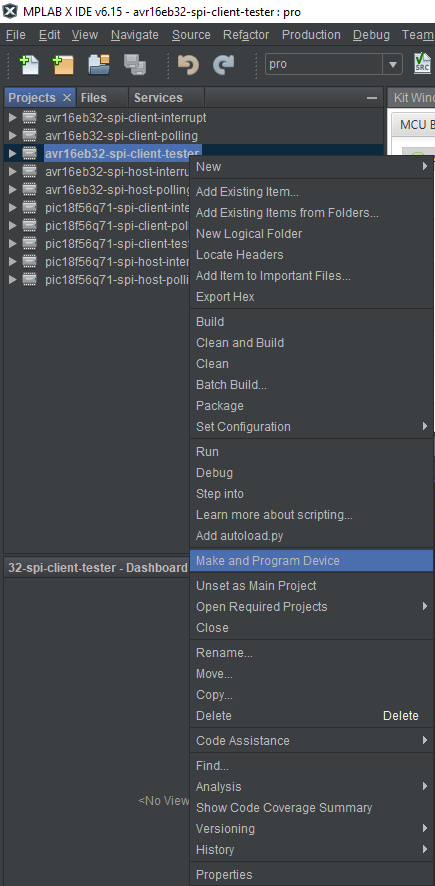 MPLAB X IDE v6.15 - avr16eb32-spi-client-tester : pro
File Edit View Navigate Source Refactor Production Debug Team
pro
SRC
Projects Files Services
Kit Wind
avr16eb32-spi-client-interrupt
MCU B
avr16eb32-spi-client-polling
avr16eb32-spi-client-tester
avr16eb32-spi-host-interru
avr16eb32-spi-host-polling
pic18f56q71-spi-client-inte
pic18f56q71-spi-client-poll
pic18f56q71-spi-client-test
pic18f56q71-spi-host-inter
pic18f56q71-spi-host-polli
New
Add Existing Item...
Add Existing Items from Folders...
New Logical Folder
Locate Headers
Add Item to Important Files...
Export Hex
Build
Clean and Build
Clean
Batch Build...
Package
Set Configuration
Run
Debug
Step into
Learn more about scripting...
Add autoload.py
Make and Program Device
32-spi-client-tester - Dashboard
Unset as Main Project
Open Required Projects
Close
Rename...
Move...
Copy...
Delete Delete
Code Assistance
Find...
Analysis
<No View
Show Code Coverage Summary
Versioning
History
Properties